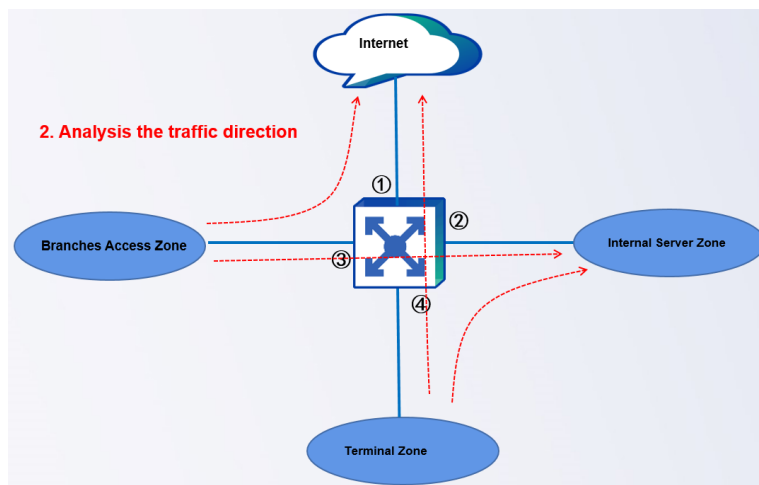 Internet
2. Analysis the traffic direction
①
②
Branches Access Zone
Internal Server Zone
③
④
Terminal Zone